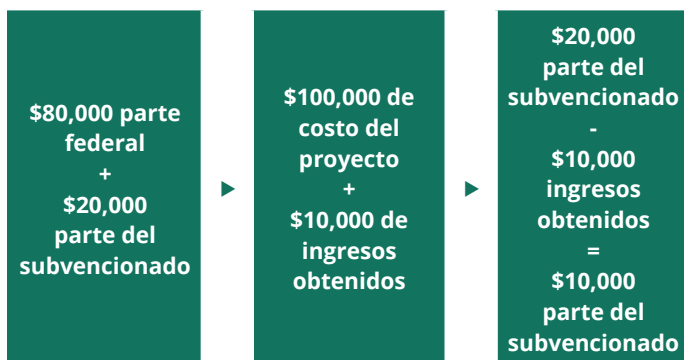 $80,000 parte
federal
+
$20,000
parte del
subvencionado
$100,000 de
costo del
proyecto
+
$10,000 de
ingresos
obtenidos
$20,000
parte del
subvencionado
-
$10,000
ingresos
obtenidos
=
$10,000
parte del
subvencionado